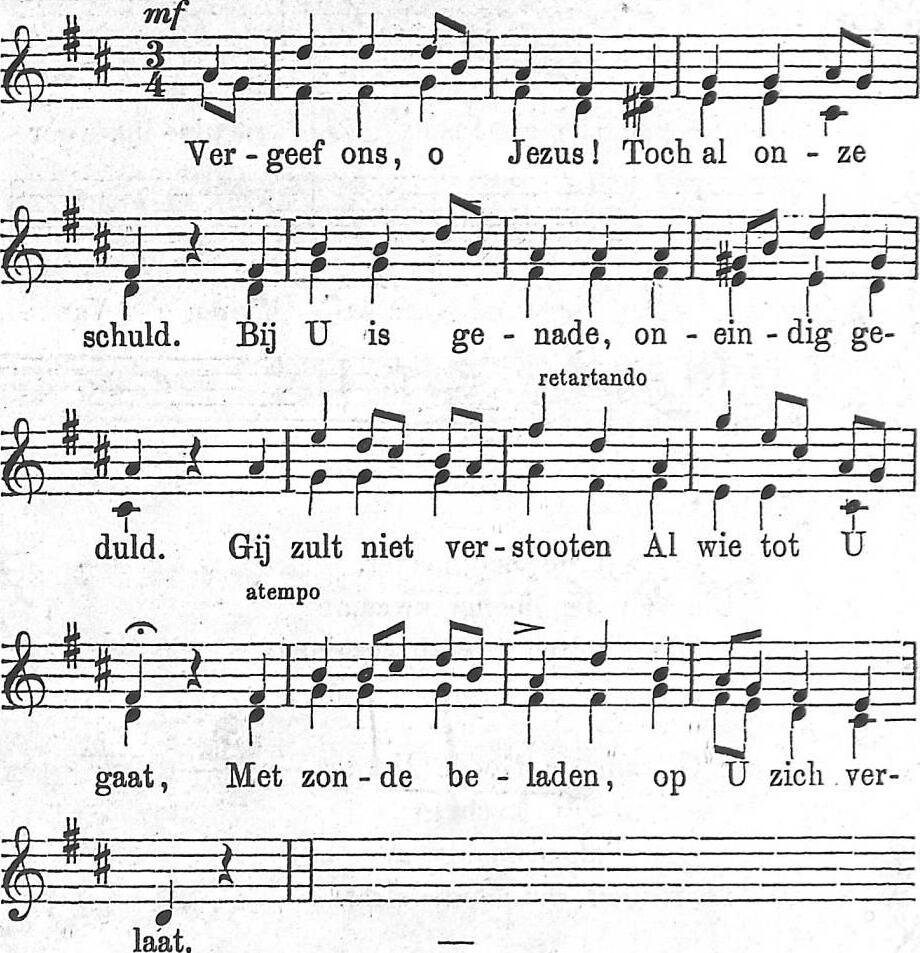 mf
3
4
Ver - geef ons, o Jezus! Toch al on - ze
schuld. Bij U is ge - nade, on - ein - dig ge-
retartando
duld. Gij zult niet ver - stooten Al wie tot U
atempo
gaat, Met zon - de be - laden, op U zich ver-
laat.